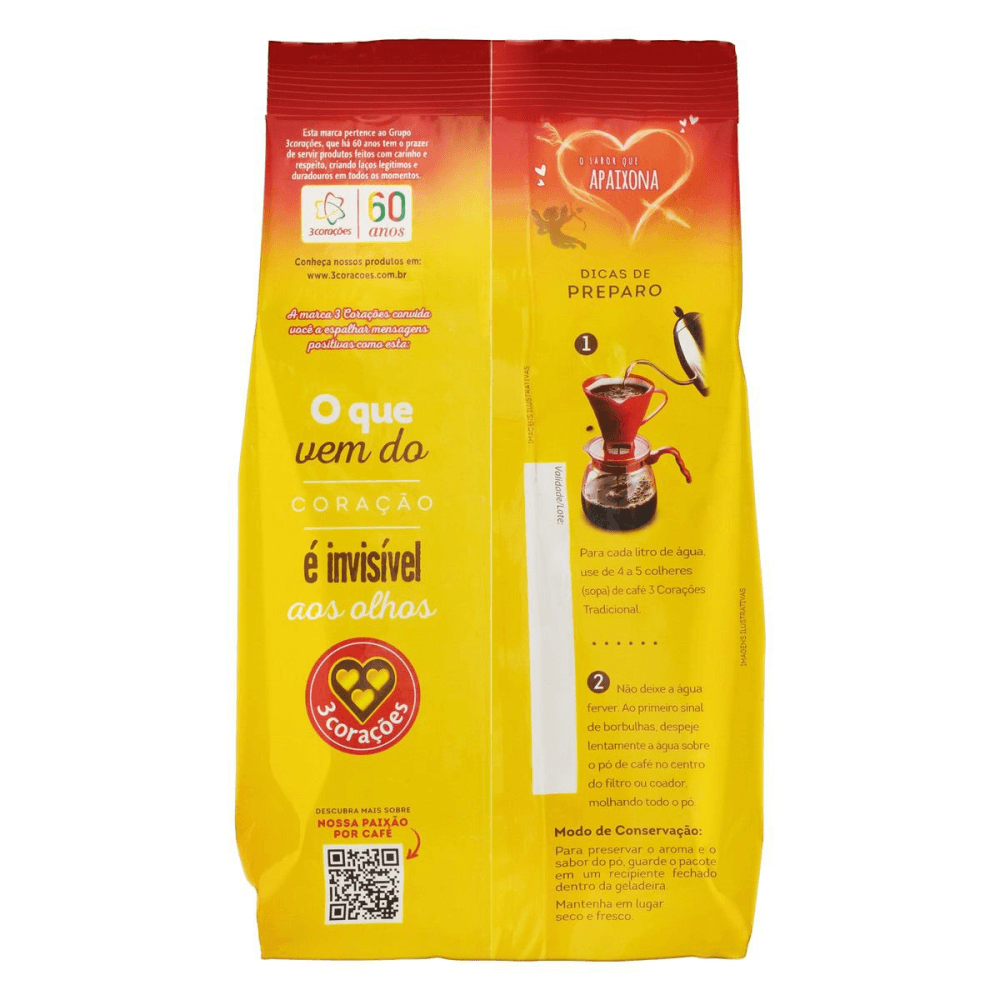 Esta marca pertence ao Grupo
3corações, que há 60 anos tem o prazer
de servir produtos feitos com carinho e
respeito, criando laços legítimos e
duradouros em todos os momentos.
3corações
60
anos
Conheça nossos produtos em:
www.3coracoes.com.br
A marca 3 Corações convida
você a espalhar mensagens
positivas como esta:
O que
vem do
CORAÇÃO
é invisível
aos olhos
3corações
DESCUBRA MAIS SOBRE
NOSSA PAIXÃO
POR CAFÉ
O SABOR QUE
APAIXONA
DICAS DE
PREPARO
1
IMAGENS ILUSTRATIVAS
Validade/Lote:
Para cada litro de água,
use de 4 a 5 colheres
(sopa) de café 3 Corações
Tradicional.
2 Não deixe a água
ferver. Ao primeiro sinal
de borbulhas, despeje
lentamente a água sobre
o pó de café no centro
do filtro ou coador,
molhando todo o pó.
IMAGENS ILUSTRATIVAS
Modo de Conservação:
Para preservar o aroma e o
sabor do pó, guarde o pacote
em um recipiente fechado
dentro da geladeira.
Mantenha em lugar
seco e fresco.